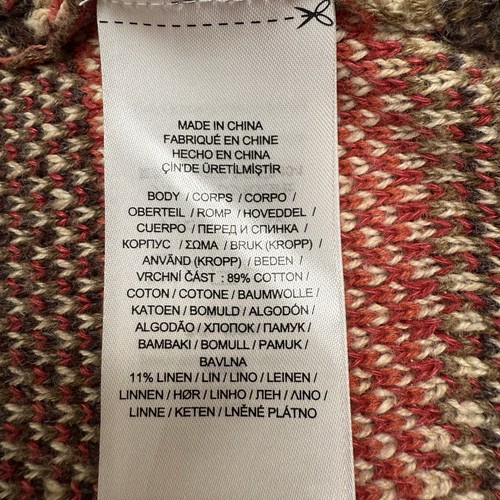 MADE IN CHINA
FABRIQUÉ EN CHINE
HECHO EN CHINA
ÇİN'DE ÜRETİLMİŞTİR
BODY / CORPS / CORPO /
OBERTEIL / ROMP / HOVEDDEL /
CUERPO / ПЕРЕД И СПИНКА /
КОРПУС / ΣΩΜΑ / BRUK (KROPP) /
ANVÄND (KROPP) / BEDEN /
VRCHNÍ ČÁST : 89% COTTON /
COTON / COTONE / BAUMWOLLE /
KATOEN / BOMULD / ALGODÓN /
ALGODÃO / ХЛОПОК / ПАМУК /
ΒΑΜΒΑΚΙ / BOMULL / PAMUK /
BAVLNA
11% LINEN / LIN / LINO / LEINEN /
LINNEN / HØR / LINHO / ЛЕН / ΛΙΝΟ /
LINNE / KETEN / LNĚNÉ PLÁTNO